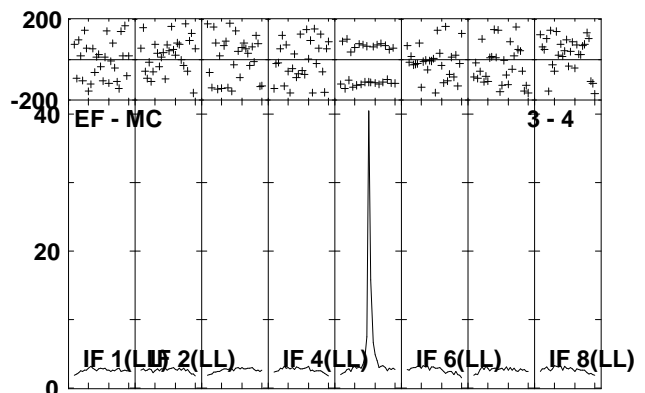 200
-200
40
EF - MC 3 - 4
20
IF 1(LL) IF 2(LL) IF 4(LL) IF 6(LL) IF 8(LL)
0